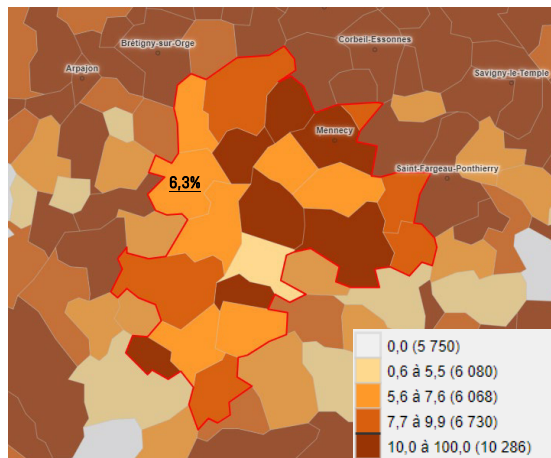 Brétigny-sur-Orge
Corbeil-Essonnes
Arpajon
Savigny-le-Temple
Mennecy
Saint-Fargeau-Ponthierry
6,3%
0,0 (5 750)
0,6 à 5,5 (6 080)
5,6 à 7,6 (6 068)
7,7 à 9,9 (6 730)
10,0 à 100,0 (10 286)